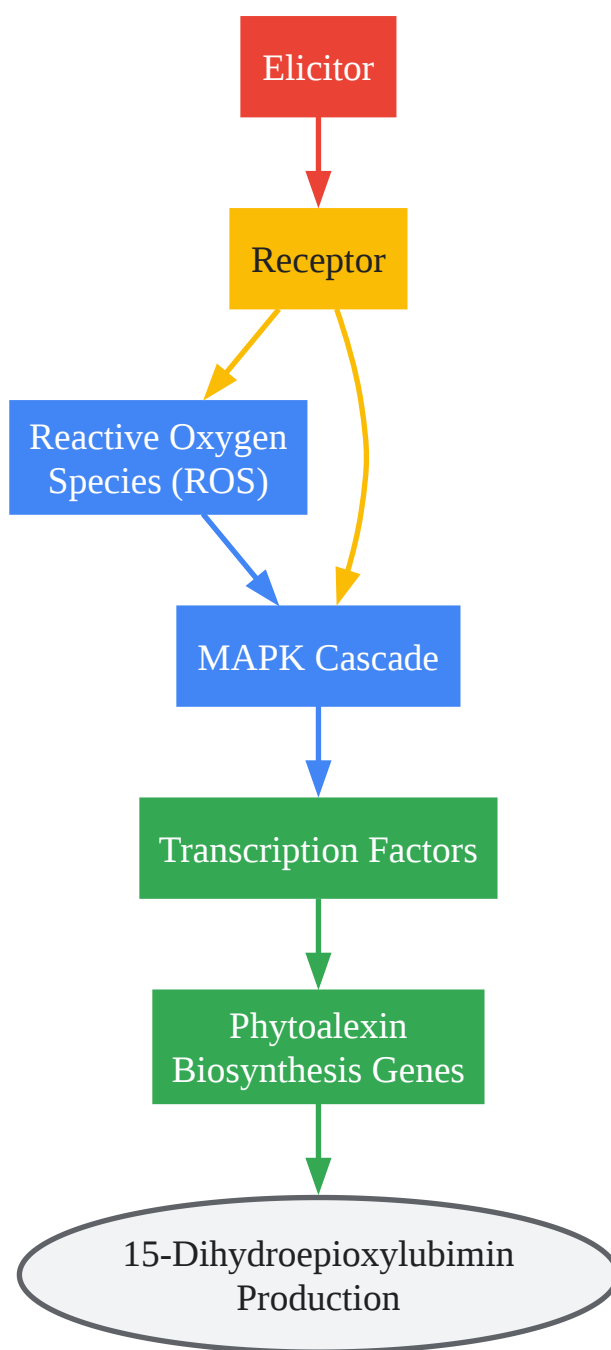 Elicitor
Receptor
Reactive Oxygen
Species (ROS)
MAPK Cascade
Transcription Factors
Phytoalexin
Biosynthesis Genes
15-Dihydroepioxylubimin
Production